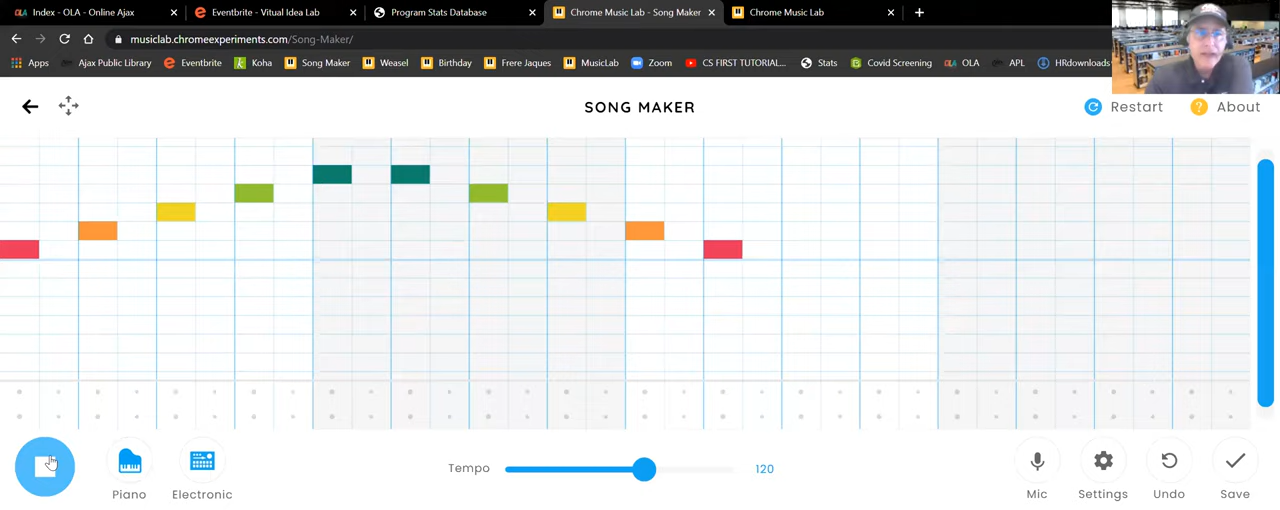 Index - OLA - Online Ajax
Eventbrite - Vitual Idea Lab
Program Stats Database
Chrome Music Lab - Song Maker
Chrome Music Lab
musiclab.chromeexperiments.com/Song-Maker/
Apps Ajax Public Library Eventbrite Koha Song Maker Weasel Birthday Frere Jaques MusicLab Zoom CS FIRST TUTORIAL... Stats Covid Screening OLA APL HRdownloads
SONG MAKER
Restart
About
Tempo
120
Piano
Electronic
Mic
Settings
Undo
Save